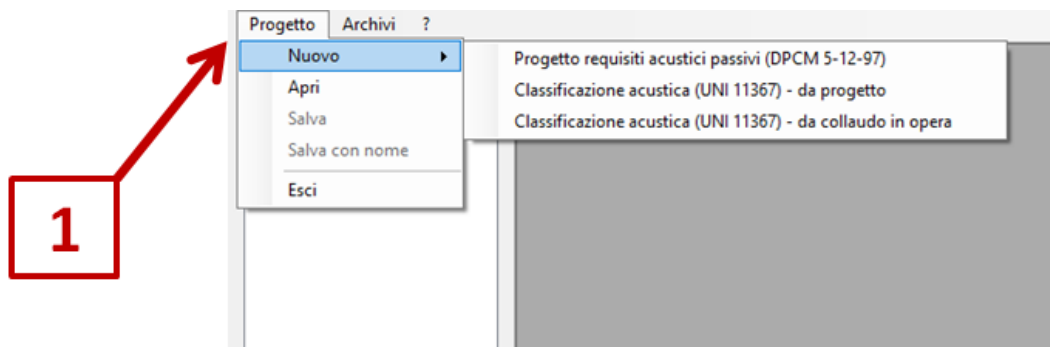 Progetto Archivi ?
Nuovo
Progetto requisiti acustici passivi (DPCM 5-12-97)
Apri
Classificazione acustica (UNI 11367) - da progetto
Salva
Classificazione acustica (UNI 11367) - da collaudo in opera
Salva con nome
Esci
1